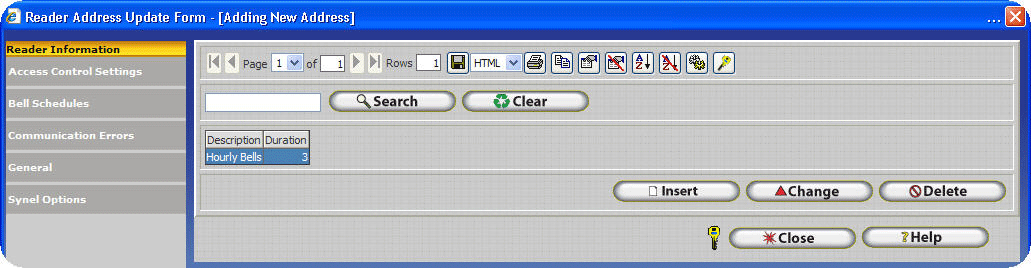 Reader Address Update Form - [Adding New Address] ...
Reader Information
Access Control Settings
Bell Schedules
Communication Errors
General
Synel Options
Page 1 of 1 Rows 1 HTML
Search Clear
Description Duration
Hourly Bells 3
Insert Change Delete
Close Help